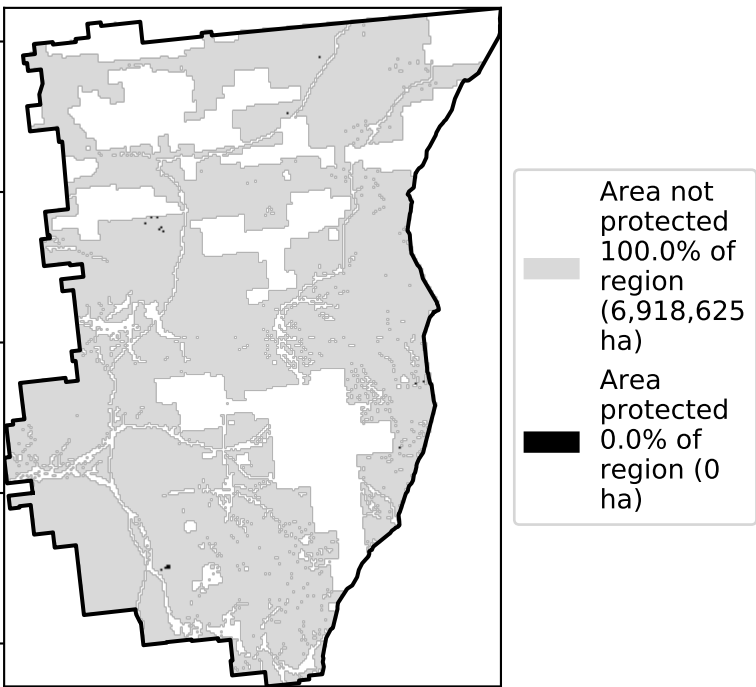 Area not
protected
100.0% of
region
(6,918,625
ha)
Area
protected
0.0% of
region (0
ha)